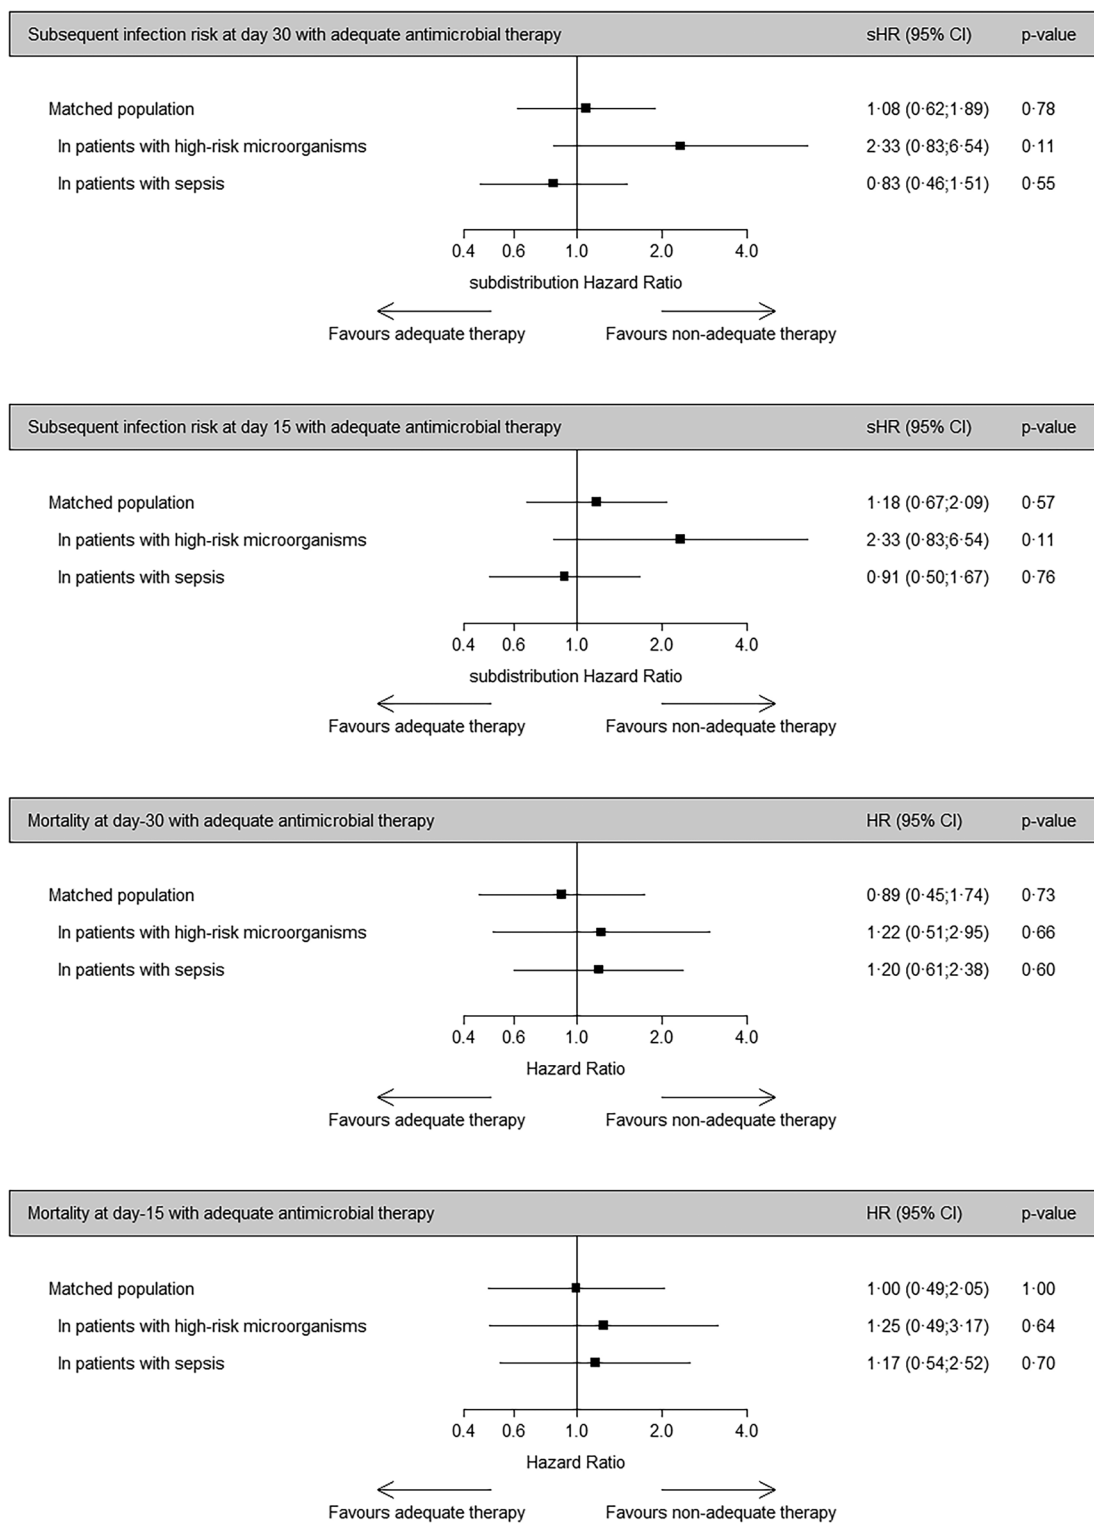 Subsequent infection risk at day 30 with adequate antimicrobial therapy sHR (95% CI) p-value
Matched population 1·08 (0·62;1·89) 0·78
In patients with high-risk microorganisms 2·33 (0·83;6·54) 0·11
In patients with sepsis 0·83 (0·46;1·51) 0·55
0.4 0.6 1.0 2.0 4.0
subdistribution Hazard Ratio
Favours adequate therapy Favours non-adequate therapy
Subsequent infection risk at day 15 with adequate antimicrobial therapy sHR (95% CI) p-value
Matched population 1·18 (0·67;2·09) 0·57
In patients with high-risk microorganisms 2·33 (0·83;6·54) 0·11
In patients with sepsis 0·91 (0·50;1·67) 0·76
0.4 0.6 1.0 2.0 4.0
subdistribution Hazard Ratio
Favours adequate therapy Favours non-adequate therapy
Mortality at day-30 with adequate antimicrobial therapy HR (95% CI) p-value
Matched population 0·89 (0·45;1·74) 0·73
In patients with high-risk microorganisms 1·22 (0·51;2·95) 0·66
In patients with sepsis 1·20 (0·61;2·38) 0·60
0.4 0.6 1.0 2.0 4.0
Hazard Ratio
Favours adequate therapy Favours non-adequate therapy
Mortality at day-15 with adequate antimicrobial therapy HR (95% CI) p-value
Matched population 1·00 (0·49;2·05) 1·00
In patients with high-risk microorganisms 1·25 (0·49;3·17) 0·64
In patients with sepsis 1·17 (0·54;2·52) 0·70
0.4 0.6 1.0 2.0 4.0
Hazard Ratio
Favours adequate therapy Favours non-adequate therapy